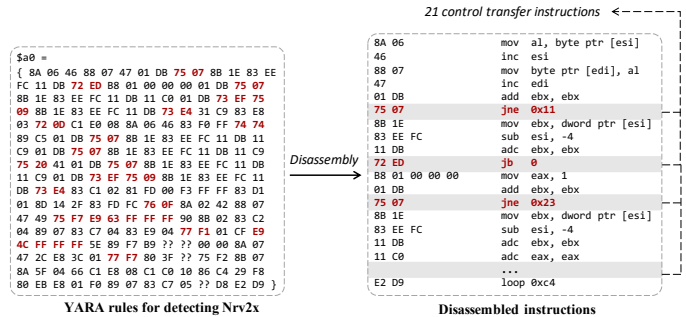 21 control transfer instructions
$a0 =
{ 8A 06 46 88 07 47 01 DB 75 07 8B 1E 83 EE
FC 11 DB 72 ED B8 01 00 00 00 01 DB 75 07
8B 1E 83 EE FC 11 DB 11 C0 01 DB 73 EF 75
09 8B 1E 83 EE FC 11 DB 73 E4 31 C9 83 E8
03 72 0D C1 E0 08 8A 06 46 83 F0 FF 74 74
89 C5 01 DB 75 07 8B 1E 83 EE FC 11 DB 11
C9 01 DB 75 07 8B 1E 83 EE FC 11 DB 11 C9
75 20 41 01 DB 75 07 8B 1E 83 EE FC 11 DB
11 C9 01 DB 73 EF 75 09 8B 1E 83 EE FC 11
DB 73 E4 83 C1 02 81 FD 00 F3 FF FF 83 D1
01 8D 14 2F 83 FD FC 76 0F 8A 02 42 88 07
47 49 75 F7 E9 63 FF FF FF 90 8B 02 83 C2
04 89 07 83 C7 04 83 E9 04 77 F1 01 CF E9
4C FF FF FF 5E 89 F7 B9 ?? ?? 00 00 8A 07
47 2C E8 3C 01 77 F7 80 3F ?? 75 F2 8B 07
8A 5F 04 66 C1 E8 08 C1 C0 10 86 C4 29 F8
80 EB E8 01 F0 89 07 83 C7 05 ?? D8 E2 D9 }
YARA rules for detecting Nrv2x
Disassembly
8A 06 mov al, byte ptr [esi]
46 inc esi
88 07 mov byte ptr [edi], al
47 inc edi
01 DB add ebx, ebx
75 07 jne 0x11
8B 1E mov ebx, dword ptr [esi]
83 EE FC sub esi, -4
11 DB adc ebx, ebx
72 ED jb 0
B8 01 00 00 00 mov eax, 1
01 DB add ebx, ebx
75 07 jne 0x23
8B 1E mov ebx, dword ptr [esi]
83 EE FC sub esi, -4
11 DB adc ebx, ebx
11 C0 adc eax, eax
...
E2 D9 loop 0xc4
Disassembled instructions